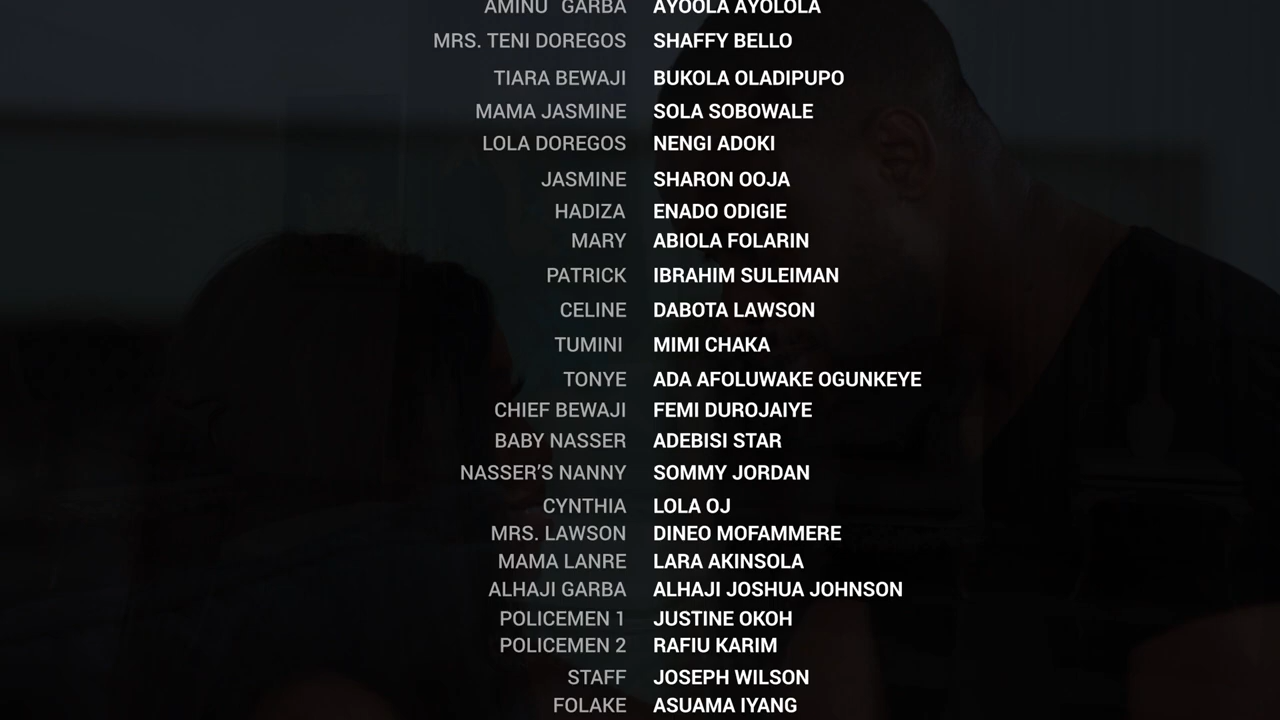 AMINU GARBA AYOOLA AYOLOLA
MRS. TENI DOREGOS SHAFFY BELLO
TIARA BEWAJI BUKOLA OLADIPUPO
MAMA JASMINE SOLA SOBOWALE
LOLA DOREGOS NENGI ADOKI
JASMINE SHARON OOJA
HADIZA ENADO ODIGIE
MARY ABIOLA FOLARIN
PATRICK IBRAHIM SULEIMAN
CELINE DABOTA LAWSON
TUMINI MIMI CHAKA
TONYE ADA AFOLUWAKE OGUNKEYE
CHIEF BEWAJI FEMI DUROJAIYE
BABY NASSER ADEBISI STAR
NASSER’S NANNY SOMMY JORDAN
CYNTHIA LOLA OJ
MRS. LAWSON DINEO MOFAMMERE
MAMA LANRE LARA AKINSOLA
ALHAJI GARBA ALHAJI JOSHUA JOHNSON
POLICEMEN 1 JUSTINE OKOH
POLICEMEN 2 RAFIU KARIM
STAFF JOSEPH WILSON
FOLAKE ASUAMA IYANG